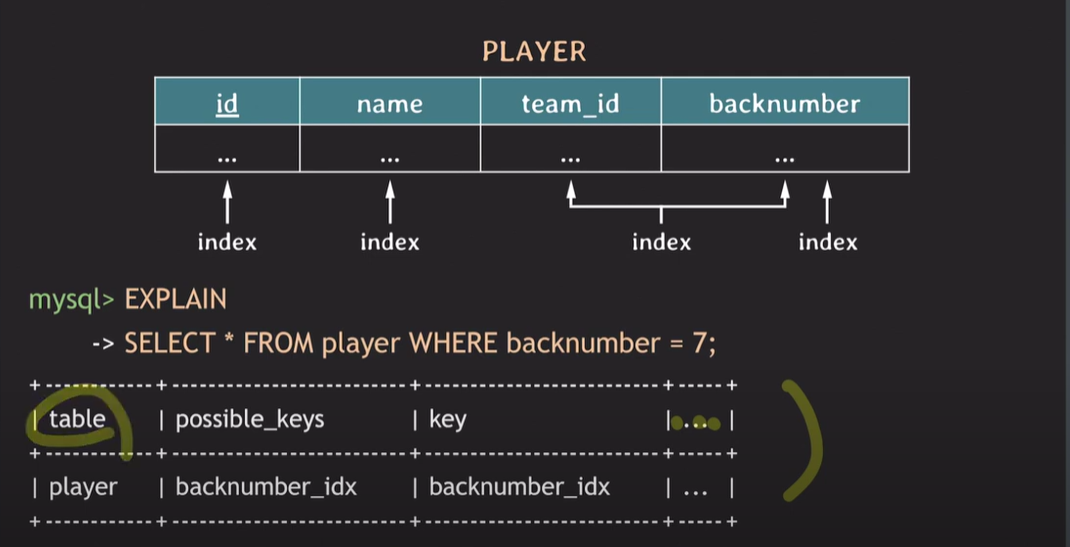 PLAYER
id name team_id backnumber
... ... ... ...
index index index index
mysql> EXPLAIN
-> SELECT * FROM player WHERE backnumber = 7;
+-----------+------------------------+------------------------+-----+
| table | possible_keys | key |... |
+-----------+------------------------+------------------------+-----+
| player | backnumber_idx | backnumber_idx | ... |
+-----------+------------------------+------------------------+-----+